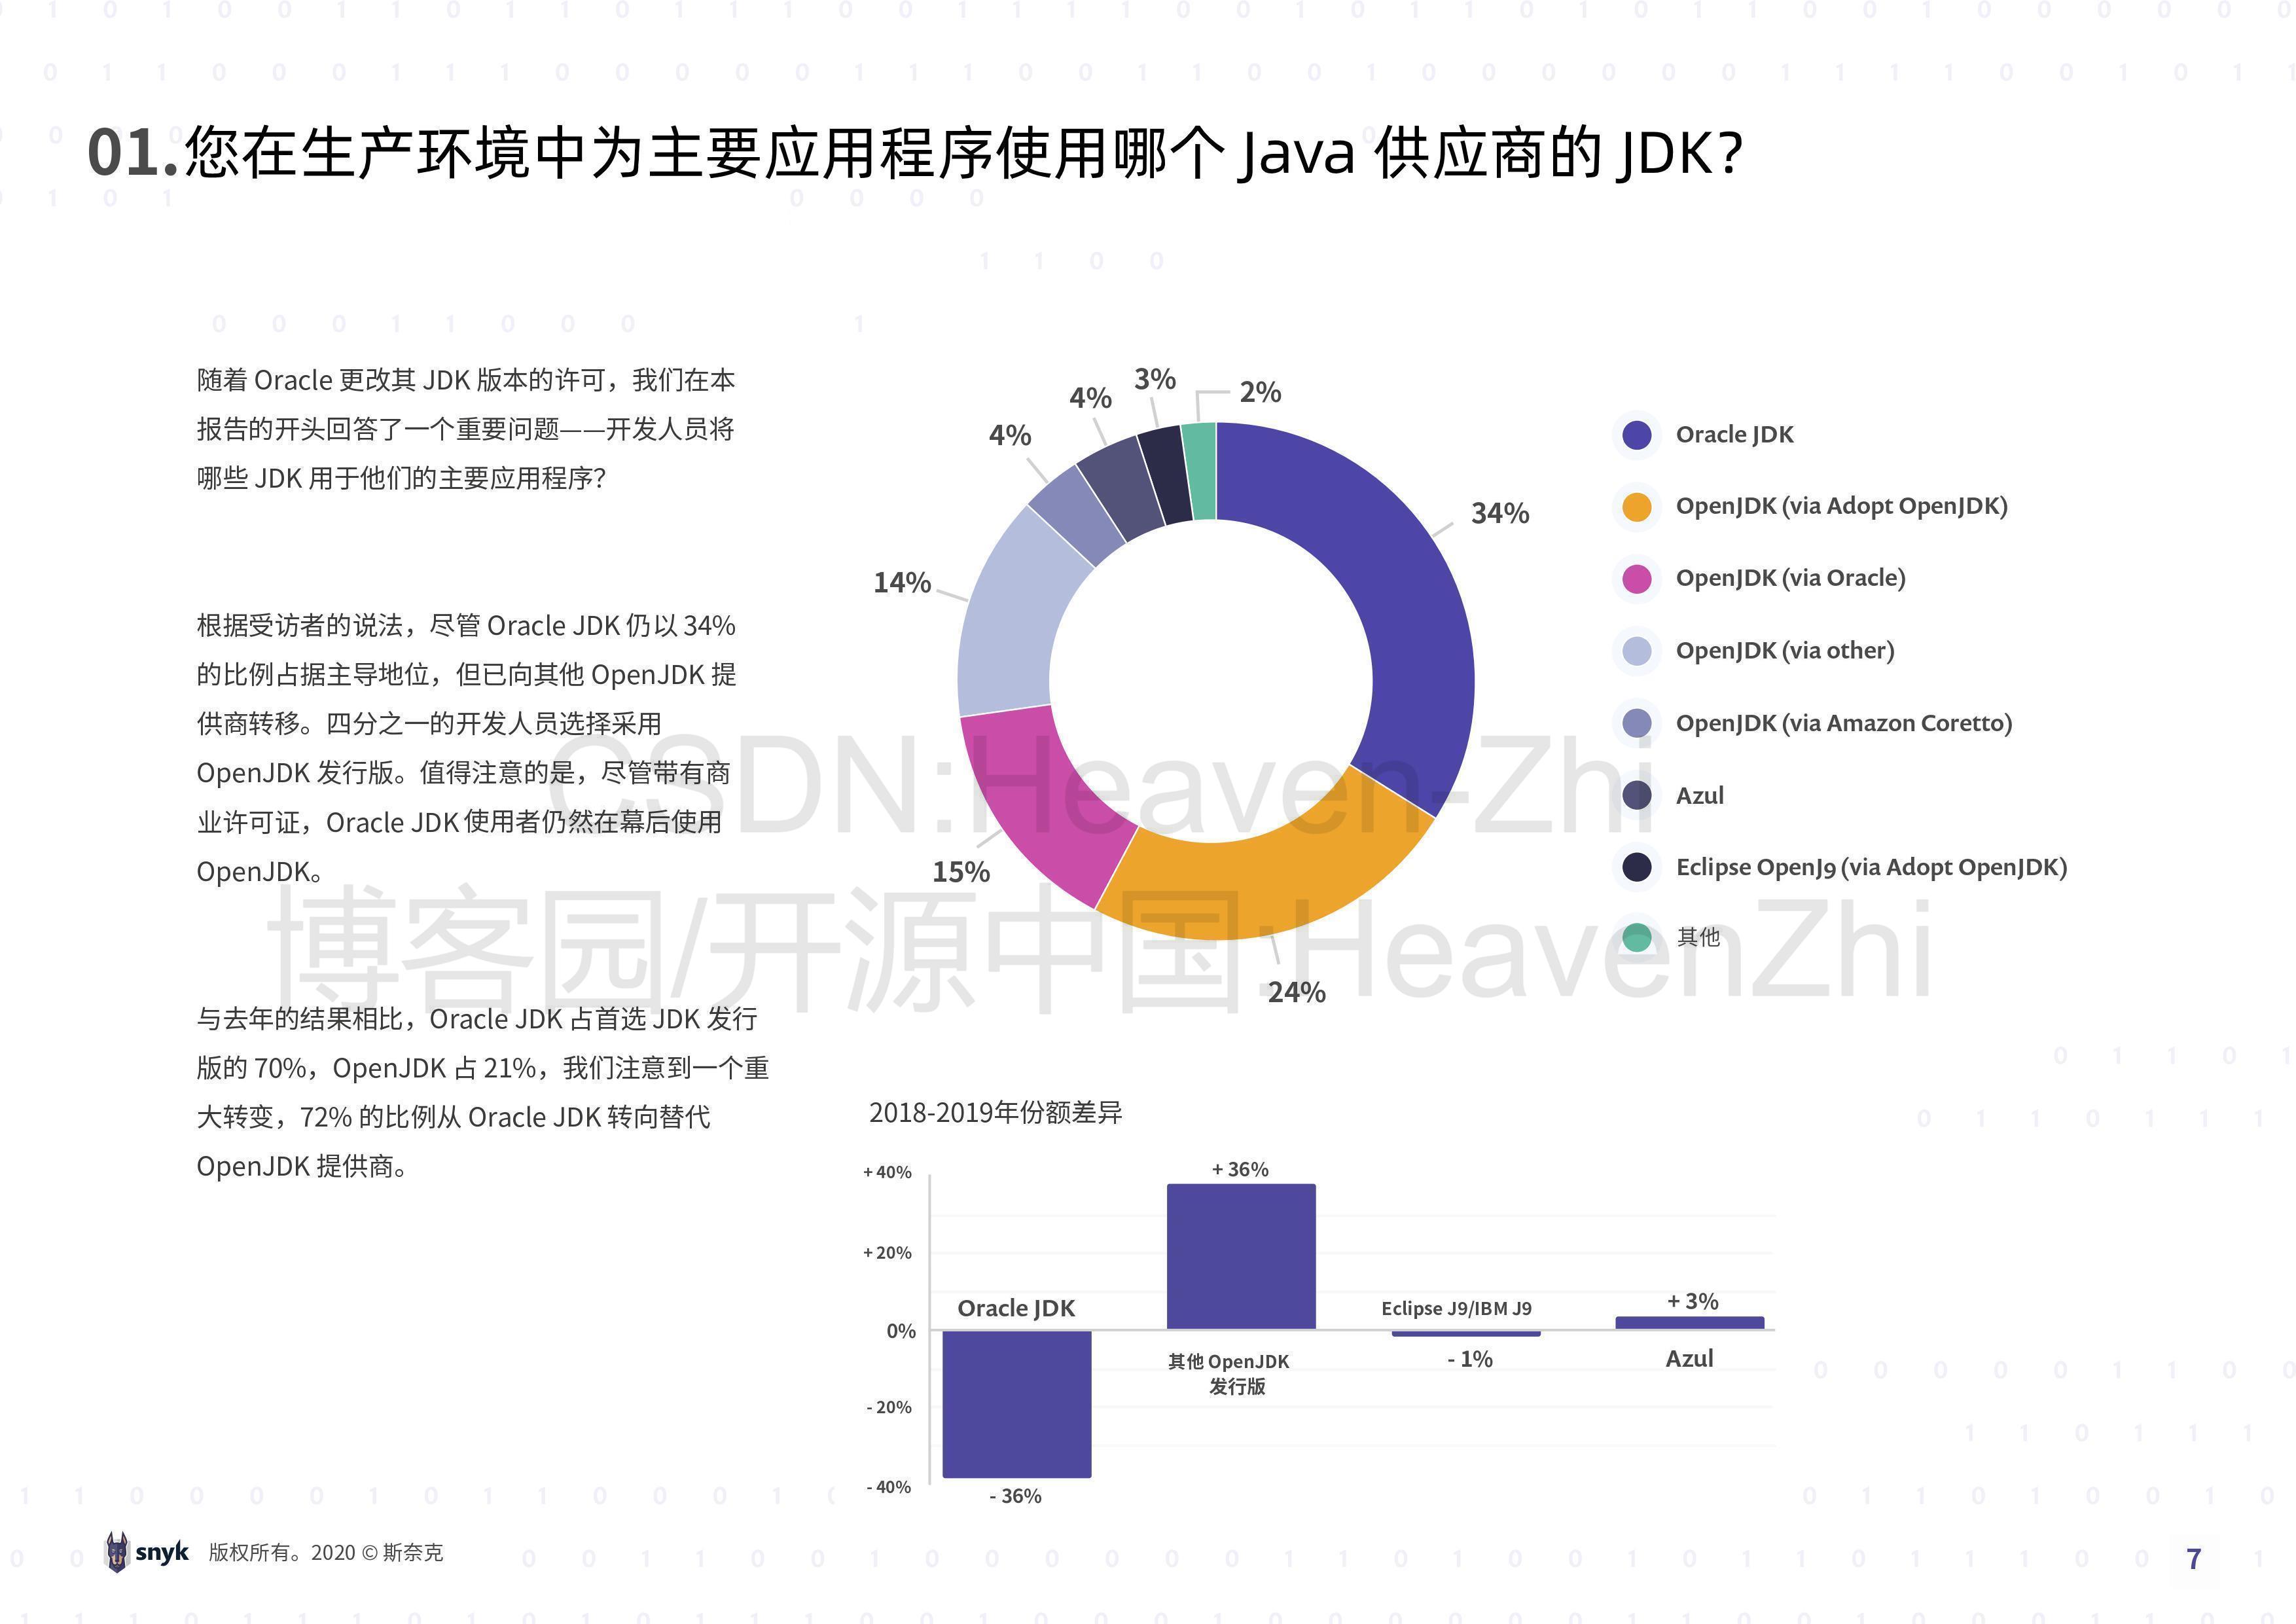 01.您在生产环境中为主要应用程序使用哪个 Java 供应商的 JDK?
随着 Oracle 更改其 JDK 版本的许可，我们在本
报告的开头回答了一个重要问题——开发人员将
哪些 JDK 用于他们的主要应用程序?
根据受访者的说法，尽管 Oracle JDK 仍以 34%
的比例占据主导地位，但已向其他 OpenJDK 提
供商转移。四分之一的开发人员选择采用
OpenJDK 发行版。值得注意的是，尽管带有商
业许可证，Oracle JDK 使用者仍然在幕后使用
OpenJDK。
与去年的结果相比，Oracle JDK 占首选 JDK 发行
版的 70%，OpenJDK 占 21%，我们注意到一个重
大转变，72% 的比例从 Oracle JDK 转向替代
OpenJDK 提供商。
34%
24%
15%
14%
4%
4%
3%
2%
Oracle JDK
OpenJDK (via Adopt OpenJDK)
OpenJDK (via Oracle)
OpenJDK (via other)
OpenJDK (via Amazon Coretto)
Azul
Eclipse OpenJ9 (via Adopt OpenJDK)
其他
CSDN:Heaven-Zhi
博客园/开源中国:HeavenZhi
2018-2019年份额差异
+ 40%
+ 20%
0%
- 20%
- 40%
Oracle JDK
- 36%
+ 36%
其他 OpenJDK
发行版
Eclipse J9/IBM J9
- 1%
+ 3%
Azul
snyk 版权所有。2020 © 斯奈克
7